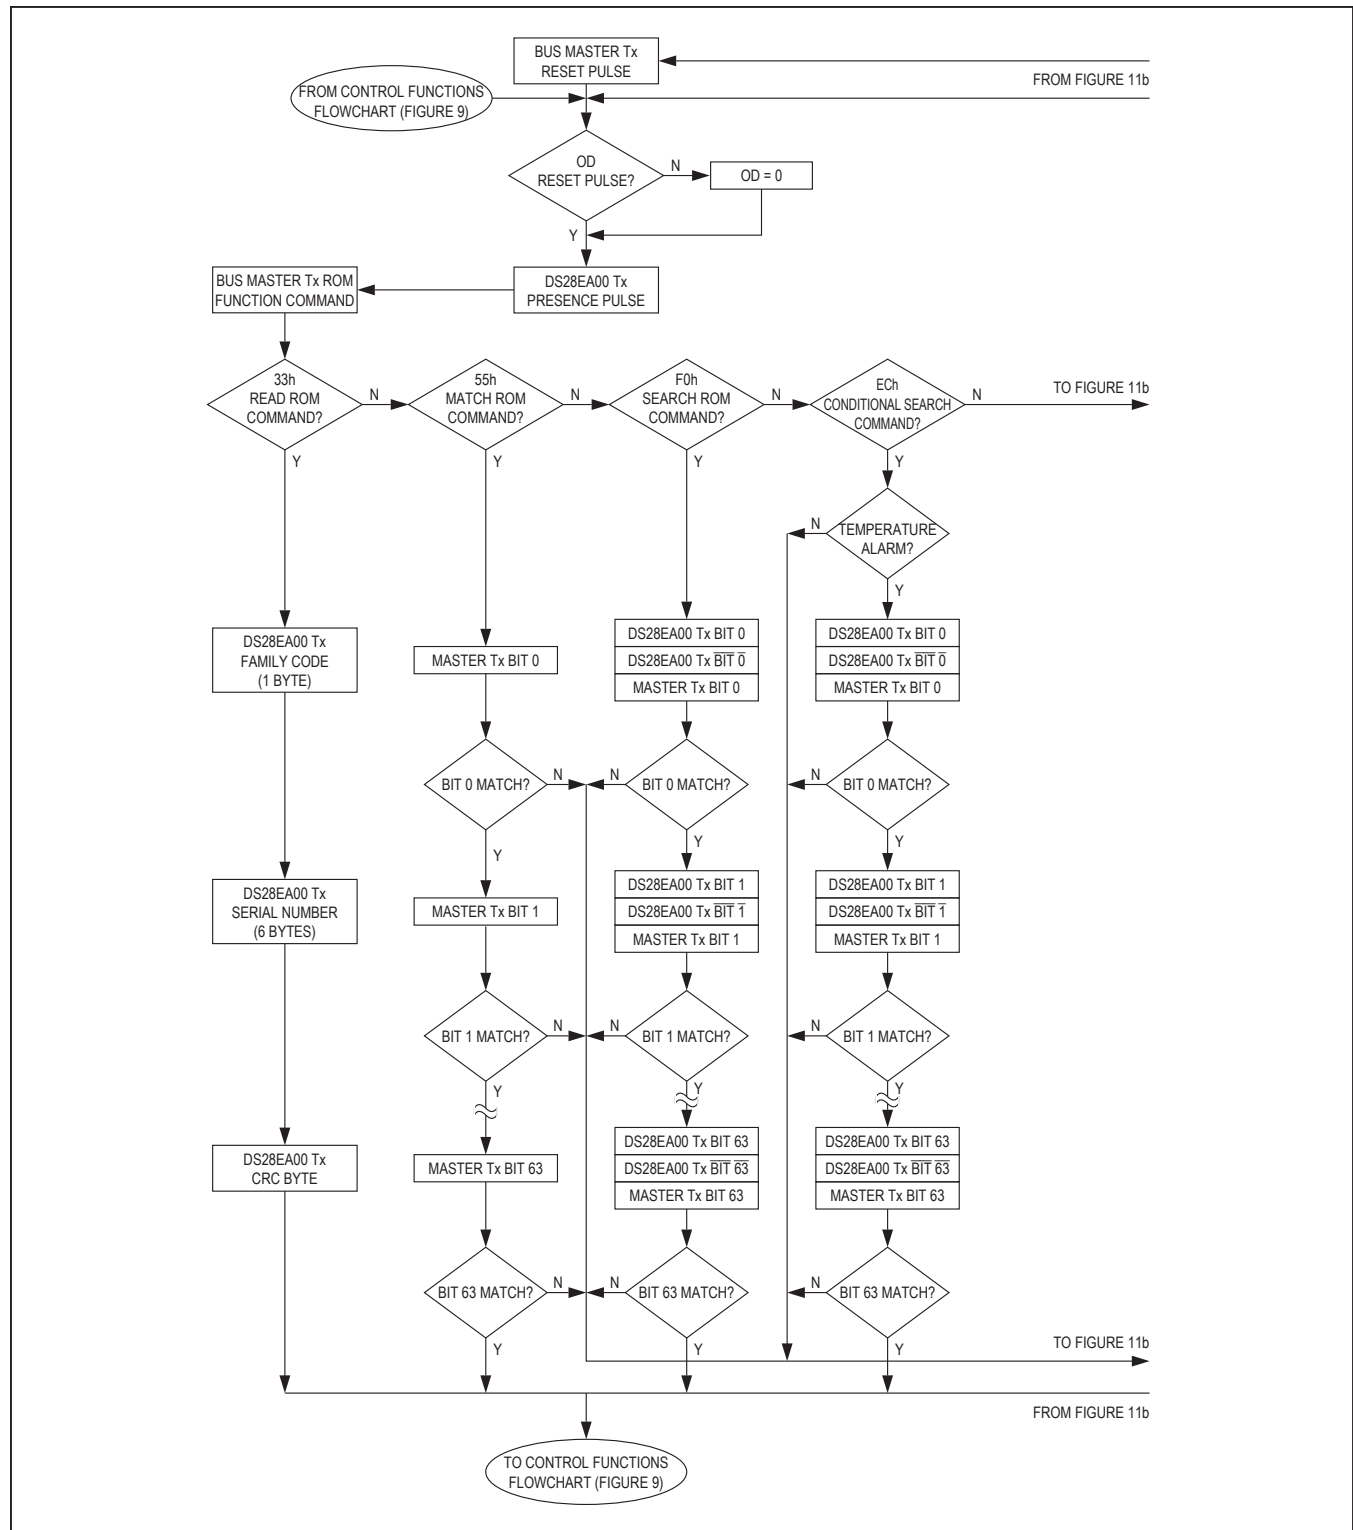 BUS MASTER Tx
RESET PULSE
FROM FIGURE 11b
FROM CONTROL FUNCTIONS
FLOWCHART (FIGURE 9)
OD
RESET PULSE?
N
OD = 0
Y
BUS MASTER Tx ROM
FUNCTION COMMAND
DS28EA00 Tx
PRESENCE PULSE
33h
READ ROM
COMMAND?
N
55h
MATCH ROM
COMMAND?
N
F0h
SEARCH ROM
COMMAND?
N
ECh
CONDITIONAL SEARCH
COMMAND?
N
TO FIGURE 11b
Y
Y
Y
Y
N
TEMPERATURE
ALARM?
Y
DS28EA00 Tx
FAMILY CODE
(1 BYTE)
MASTER Tx BIT 0
DS28EA00 Tx BIT 0
DS28EA00 Tx B̅I̅T̅ 0̅
MASTER Tx BIT 0
DS28EA00 Tx BIT 0
DS28EA00 Tx B̅I̅T̅ 0̅
MASTER Tx BIT 0
BIT 0 MATCH?
N
N
BIT 0 MATCH?
N
BIT 0 MATCH?
Y
Y
Y
DS28EA00 Tx
SERIAL NUMBER
(6 BYTES)
MASTER Tx BIT 1
DS28EA00 Tx BIT 1
DS28EA00 Tx B̅I̅T̅ 1̅
MASTER Tx BIT 1
DS28EA00 Tx BIT 1
DS28EA00 Tx B̅I̅T̅ 1̅
MASTER Tx BIT 1
BIT 1 MATCH?
N
N
BIT 1 MATCH?
N
BIT 1 MATCH?
Y
Y
Y
DS28EA00 Tx
CRC BYTE
MASTER Tx BIT 63
DS28EA00 Tx BIT 63
DS28EA00 Tx B̅I̅T̅ 6̅3̅
MASTER Tx BIT 63
DS28EA00 Tx BIT 63
DS28EA00 Tx B̅I̅T̅ 6̅3̅
MASTER Tx BIT 63
BIT 63 MATCH?
N
N
BIT 63 MATCH?
N
BIT 63 MATCH?
Y
Y
Y
TO FIGURE 11b
FROM FIGURE 11b
TO CONTROL FUNCTIONS
FLOWCHART (FIGURE 9)